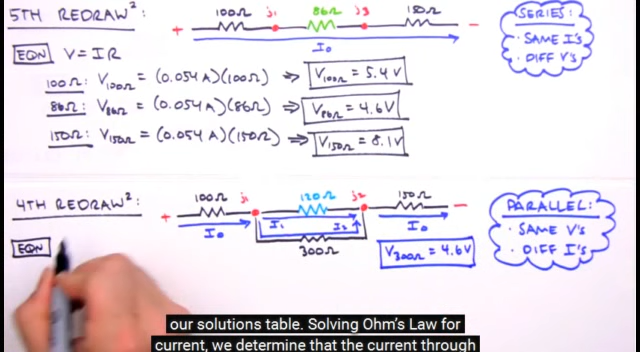 5TH REDRAW²:
+ 100Ω j₁ 86Ω j₃ 150Ω −
I₀
SERIES:
· SAME I'S
· DIFF V'S
EQN V = IR
100Ω: V₁₀₀Ω = (0.054 A)(100Ω) ⇒ V₁₀₀Ω = 5.4 V
86Ω: V₈₆Ω = (0.054 A)(86Ω) ⇒ V₈₆Ω = 4.6 V
150Ω: V₁₅₀Ω = (0.054 A)(150Ω) ⇒ V₁₅₀Ω = 8.1 V
4TH REDRAW²:
+ 100Ω j₁ 120Ω j₂ 150Ω −
I₀ I₁ I₂ I₀
300Ω
V₃₀₀Ω = 4.6V
PARALLEL:
· SAME V'S
· DIFF I'S
EQN
our solutions table. Solving Ohm's Law for
current, we determine that the current through